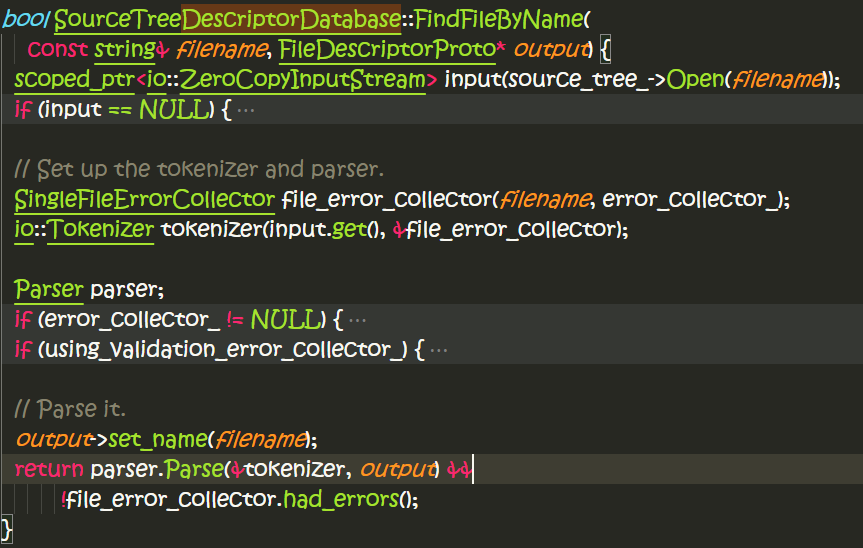 bool SourceTreeDescriptorDatabase::FindFileByName(
const string& filename, FileDescriptorProto* output) {
scoped_ptr<io::ZeroCopyInputStream> input(source_tree_->Open(filename));
if (input == NULL) { ···
// Set up the tokenizer and parser.
SingleFileErrorCollector file_error_collector(filename, error_collector_);
io::Tokenizer tokenizer(input.get(), &file_error_collector);
Parser parser;
if (error_collector_ != NULL) { ···
if (using_validation_error_collector_) { ···
// Parse it.
output->set_name(filename);
return parser.Parse(&tokenizer, output) &&
!file_error_collector.had_errors();
}